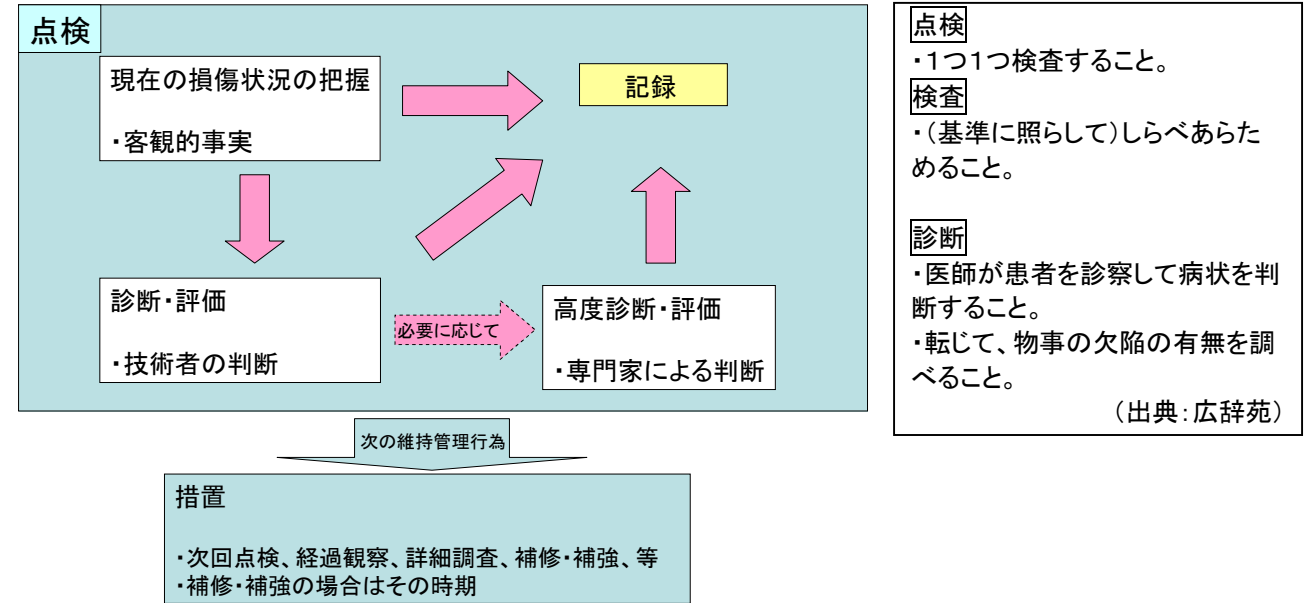 点検
現在の損傷状況の把握
・客観的事実
記録
診断・評価
・技術者の判断
必要に応じて
高度診断・評価
・専門家による判断
次の維持管理行為
措置
・次回点検、経過観察、詳細調査、補修・補強、等
・補修・補強の場合はその時期
点検
・１つ１つ検査すること。
検査
・（基準に照らして）しらべあらた
めること。
診断
・医師が患者を診察して病状を判
断すること。
・転じて、物事の欠陥の有無を調
べること。
（出典：広辞苑）